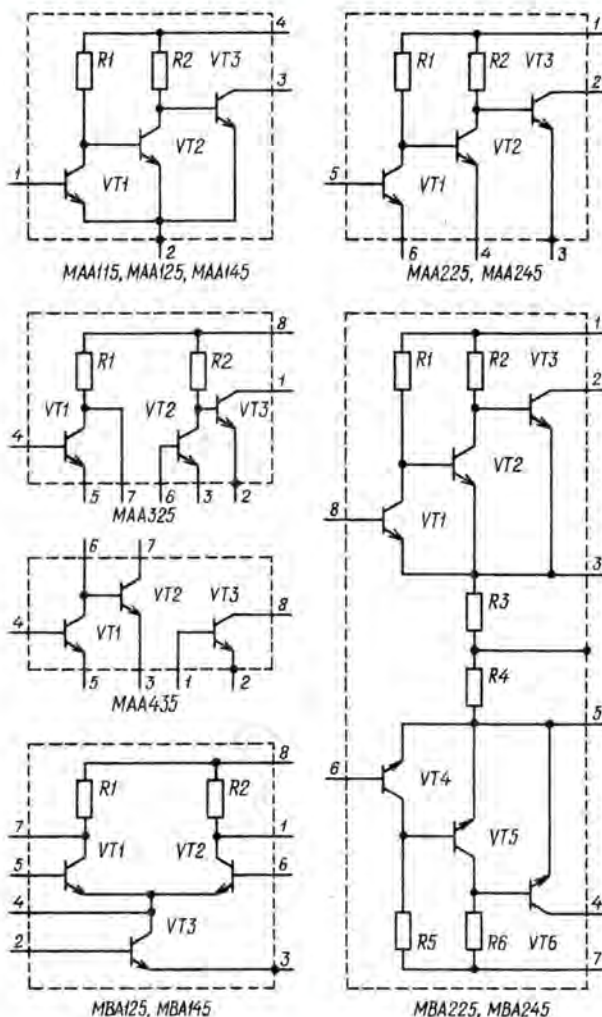 4
R1 R2 VT3
3
VT2
1 VT1
2
MAA115, MAA125, MAA145
1
R1 R2 VT3
2
VT2
5 VT1
6 4 3
MAA225, MAA245
8
R1 R2
1
VT1 VT2 VT3
4
5 7 6 3 2
MAA325
6 7
VT2 VT3
8
4 VT1
5 3 1 2
MAA435
8
R1 R2
7 1
VT1 VT2
5 6
4
VT3
2
3
MBA125, MBA145
1
R1 R2 VT3
2
VT2
8 VT1
3
R3
R4
5
6 VT4
VT5
4
R5 R6 VT6
7
MBA225, MBA245